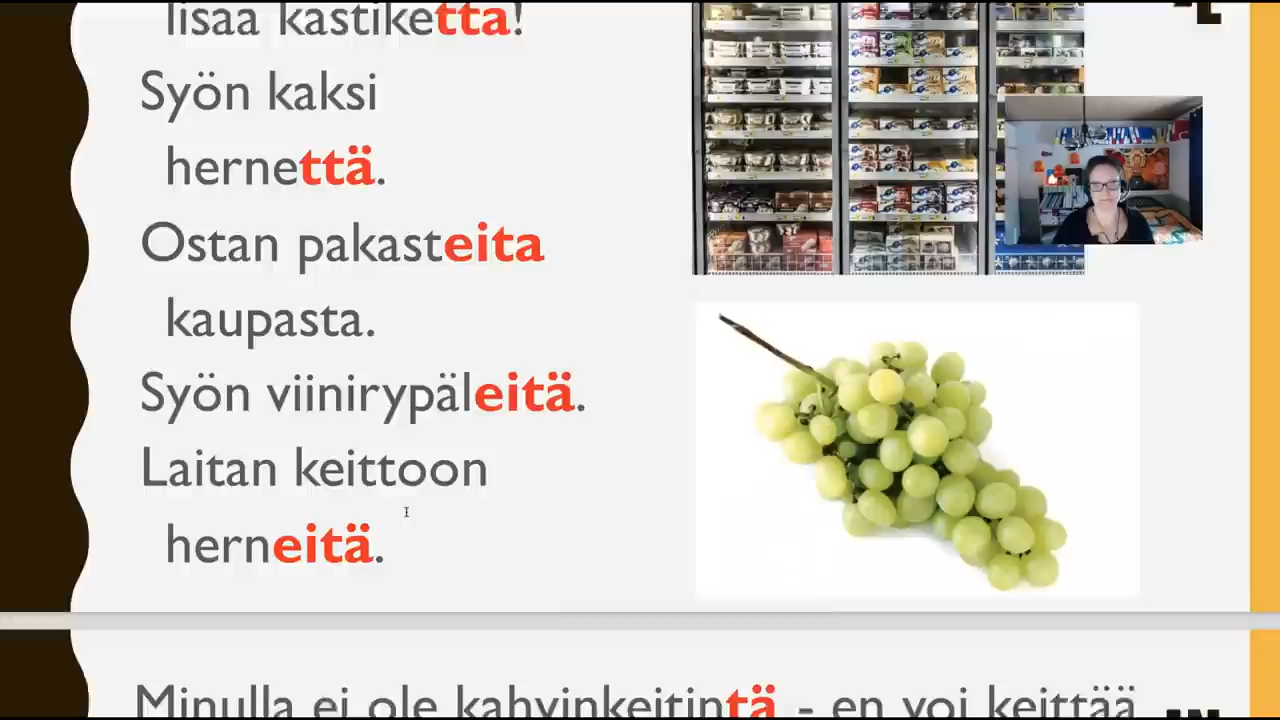 lisää kastiketta!
Syön kaksi
hernettä.
Ostan pakasteita
kaupasta.
Syön viinirypäleitä.
Laitan keittoon
herneitä.
Minulla ei ole kahvinkeitintä - en voi keittää